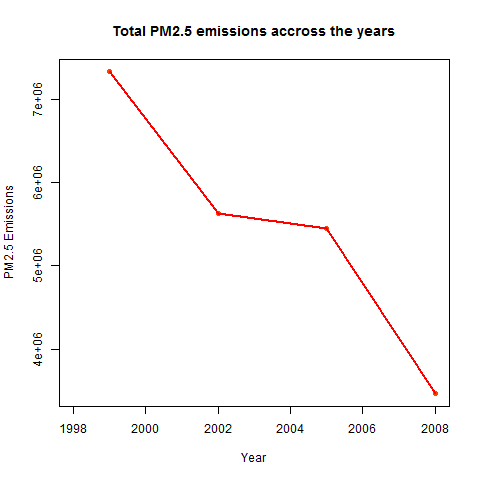 Total PM2.5 emissions accross the years
7e+06
6e+06
5e+06
4e+06
PM2.5 Emissions
1998 2000 2002 2004 2006 2008
Year